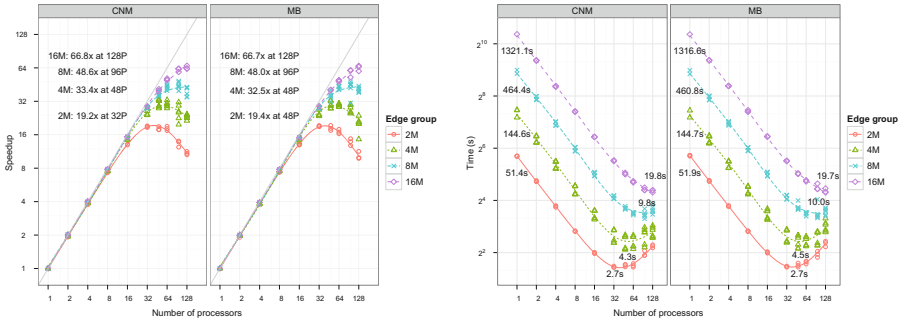 CNM
MB
128
64
32
16
8
4
2
1
Speedup
16M: 66.8x at 128P
8M: 48.6x at 96P
4M: 33.4x at 48P
2M: 19.2x at 32P
16M: 66.7x at 128P
8M: 48.0x at 96P
4M: 32.5x at 48P
2M: 19.4x at 48P
1 2 4 8 16 32 64 128
1 2 4 8 16 32 64 128
Number of processors
Edge group
2M
4M
8M
16M
CNM
MB
2^10
2^8
2^6
2^4
2^2
Time (s)
1321.1s
464.4s
144.6s
51.4s
19.8s
9.8s
4.3s
2.7s
1316.6s
460.8s
144.7s
51.9s
19.7s
10.0s
4.5s
2.7s
1 2 4 8 16 32 64 128
1 2 4 8 16 32 64 128
Number of processors
Edge group
2M
4M
8M
16M